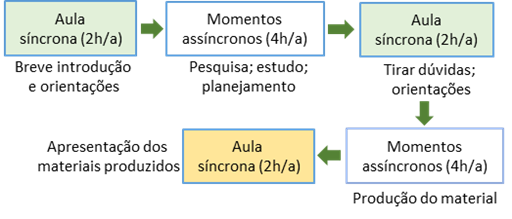 Aula
síncrona (2h/a)
Breve introdução
e orientações
Momentos
assíncronos (4h/a)
Pesquisa; estudo;
planejamento
Aula
síncrona (2h/a)
Tirar dúvidas;
orientações
Momentos
assíncronos (4h/a)
Produção do material
Aula
síncrona (2h/a)
Apresentação dos
materiais produzidos